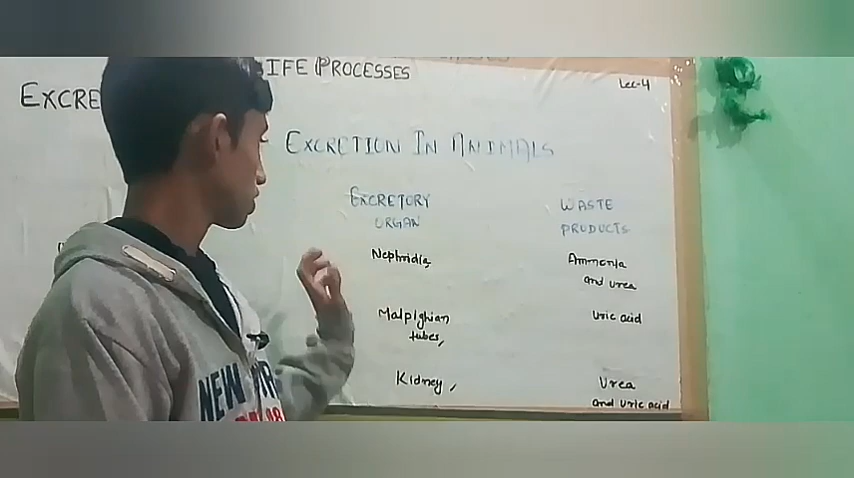 LIFE PROCESSES
Lec-4
EXCRE
EXCRETION IN ANIMALS
EXCRETORY
ORGAN
WASTE
PRODUCTS
Nephridia,
Ammonia
and urea
Malpighian
tubes,
Uric acid
Kidney,
Urea
and uric acid
NEW